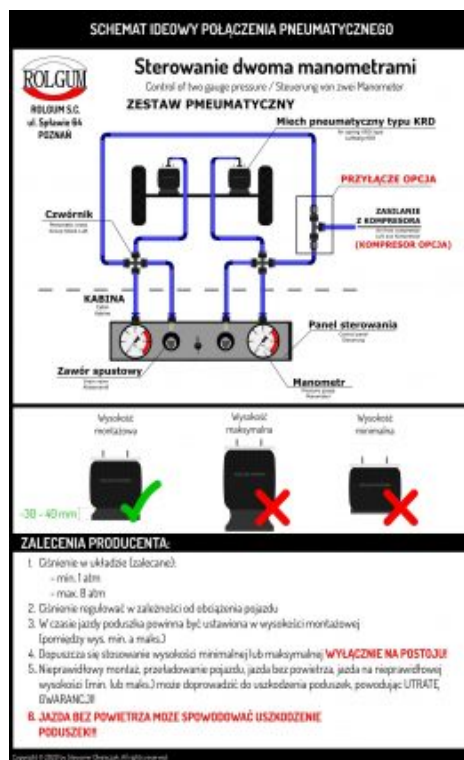 SCHEMAT IDEOWY POŁĄCZENIA PNEUMATYCZNEGO
ROLGUM
ROLGUM S.C.
ul. Spławie 64
POZNAŃ
Sterowanie dwoma manometrami
Control of two gauge pressure / Steuerung von zwei Manometer
ZESTAW PMEUMATYCZNY
Miech pneumatyczny typu KRD
PRZYŁĄCZE OPCJA
Czwórnik
ZASILANIE
Z KOMPRESORA
(KOMPRESOR OPCJA)
KABINA
Panel sterowania
Zawór spustowy
Manometr
Wysokość
montażowa
Wysokość
maksymalna
Wysokość
minimalna
~30 - 40 mm
ZALECENIA PRODUCENTA:
1. Ciśnienie w układzie (zalecane):
- min. 1 atm
- max. 8 atm
2. Ciśnienie regulować w zależności od obciążenia pojazdu
3. W czasie jazdy poduszka powinna być ustawiona w wysokości montażowej
(pomiędzy wys. min. a maks.)
4. Dopuszcza się stosowanie wysokości minimalnej lub maksymalnej WYŁĄCZNIE NA POSTOJU!
5. Nieprawidłowy montaż, przeładowanie pojazdu, jazda bez powietrza, jazda na nieprawidłowej
wysokości (min. lub maks.) może doprowadzić do uszkodzenia poduszek, powodując UTRATĘ
GWARANCJI!
6. JAZDA BEZ POWIETRZA MOŻE SPOWODOWAĆ USZKODZENIE
PODUSZEK!!!